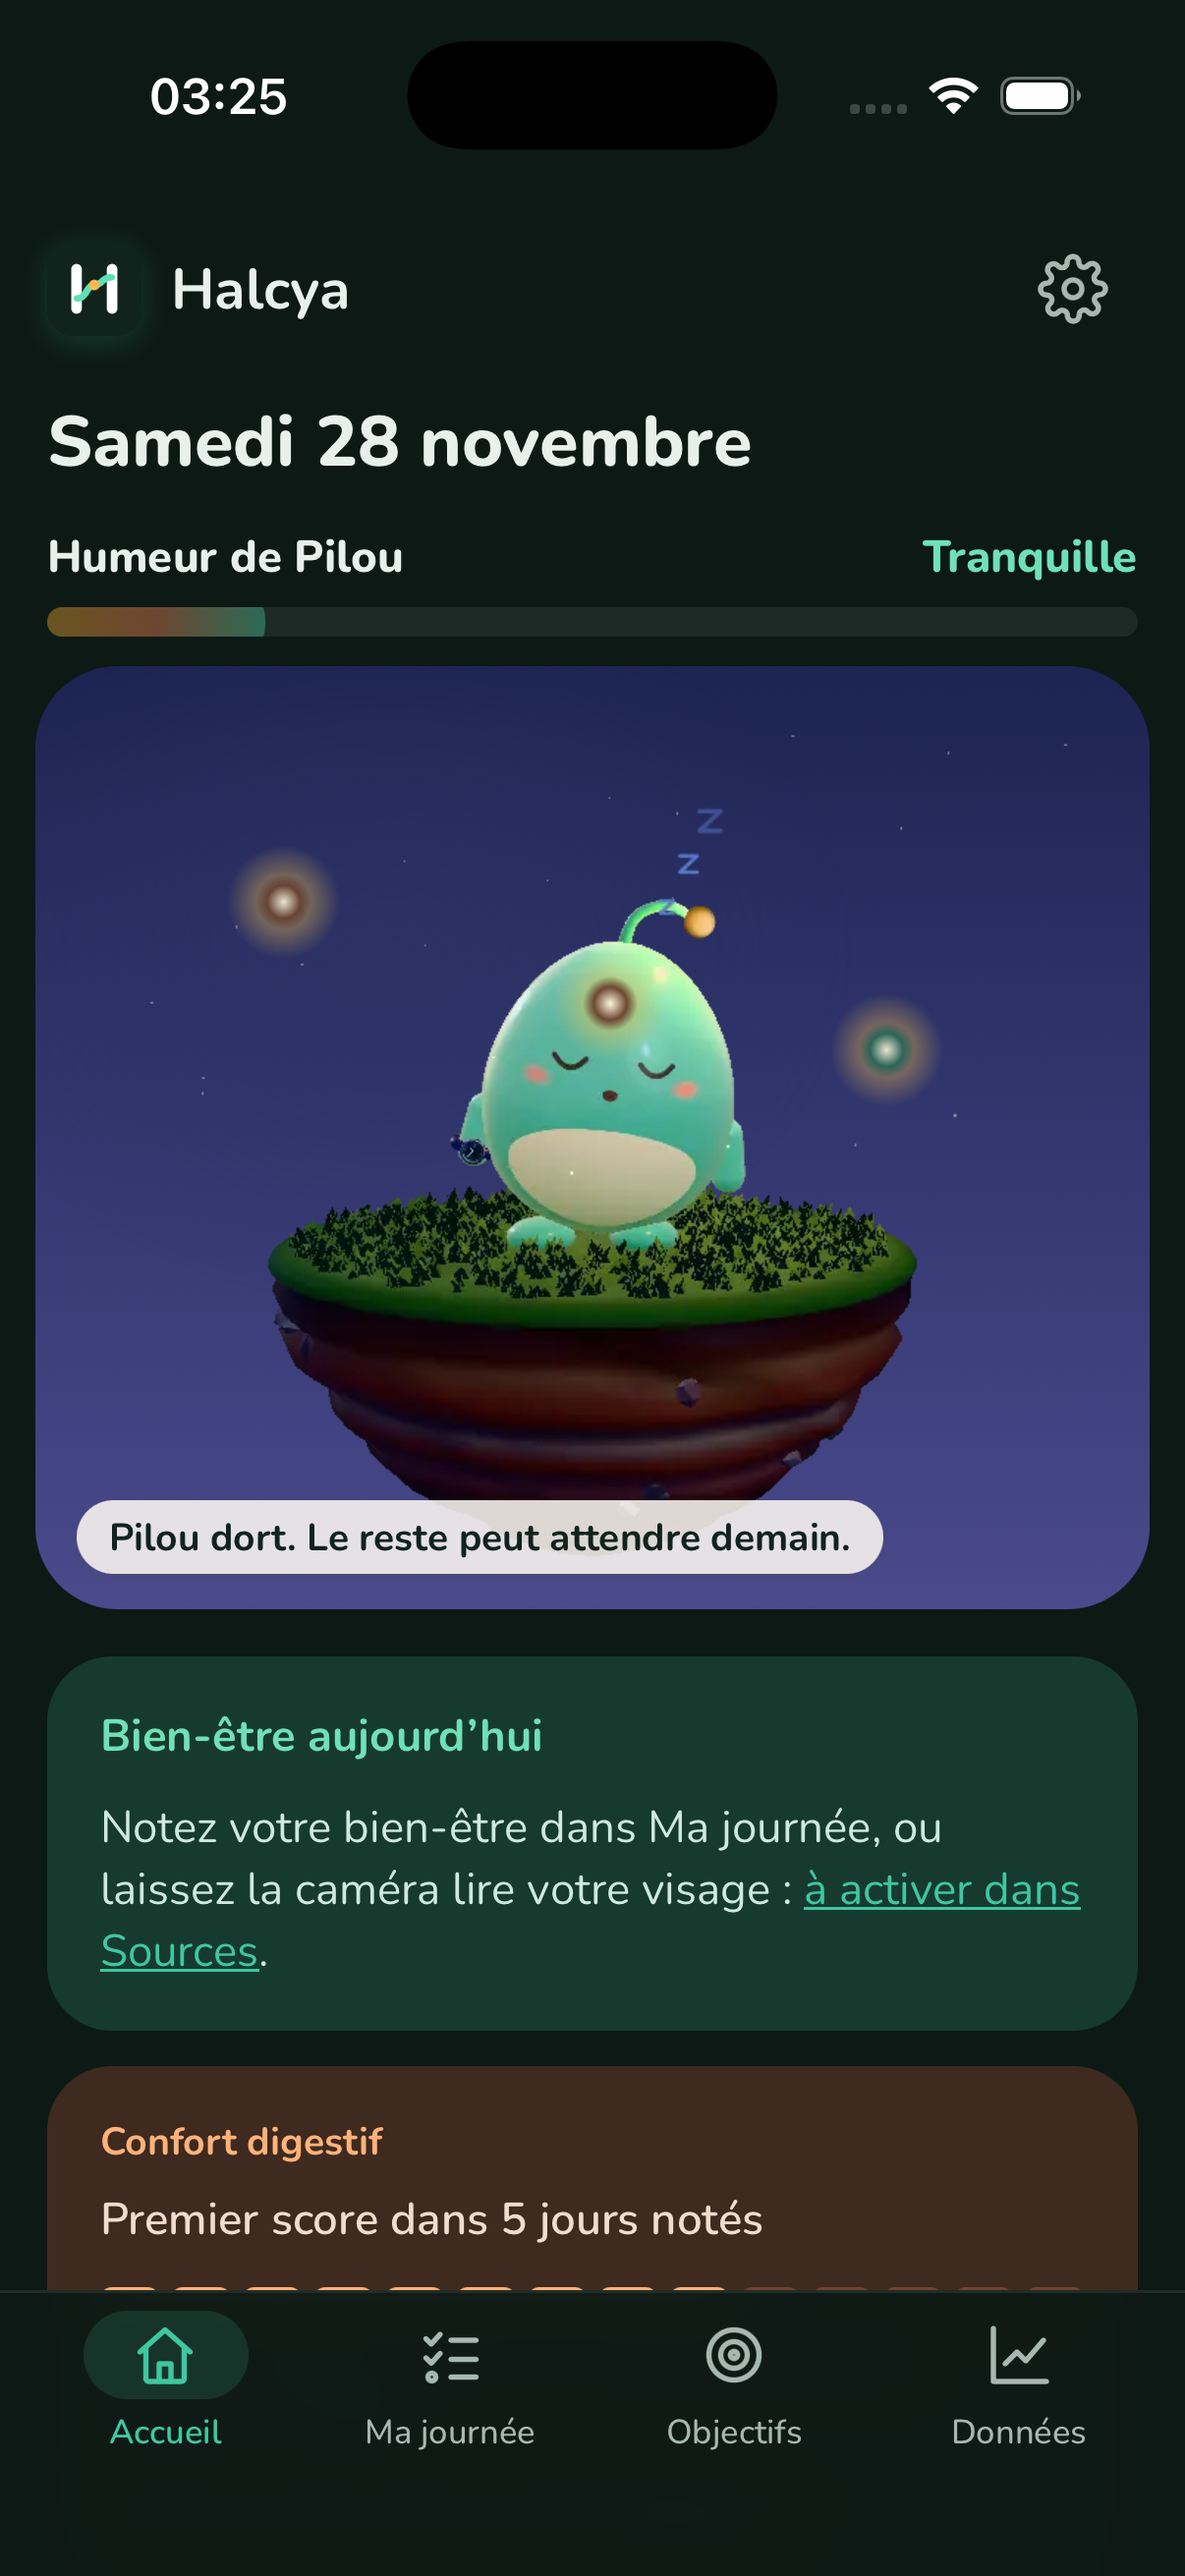 03:25
Halcya
Samedi 28 novembre
Humeur de Pilou
Tranquille
z
z
z
Pilou dort. Le reste peut attendre demain.
Bien-être aujourd’hui
Notez votre bien-être dans Ma journée, ou
laissez la caméra lire votre visage : à activer dans
Sources.
Confort digestif
Premier score dans 5 jours notés
Accueil
Ma journée
Objectifs
Données